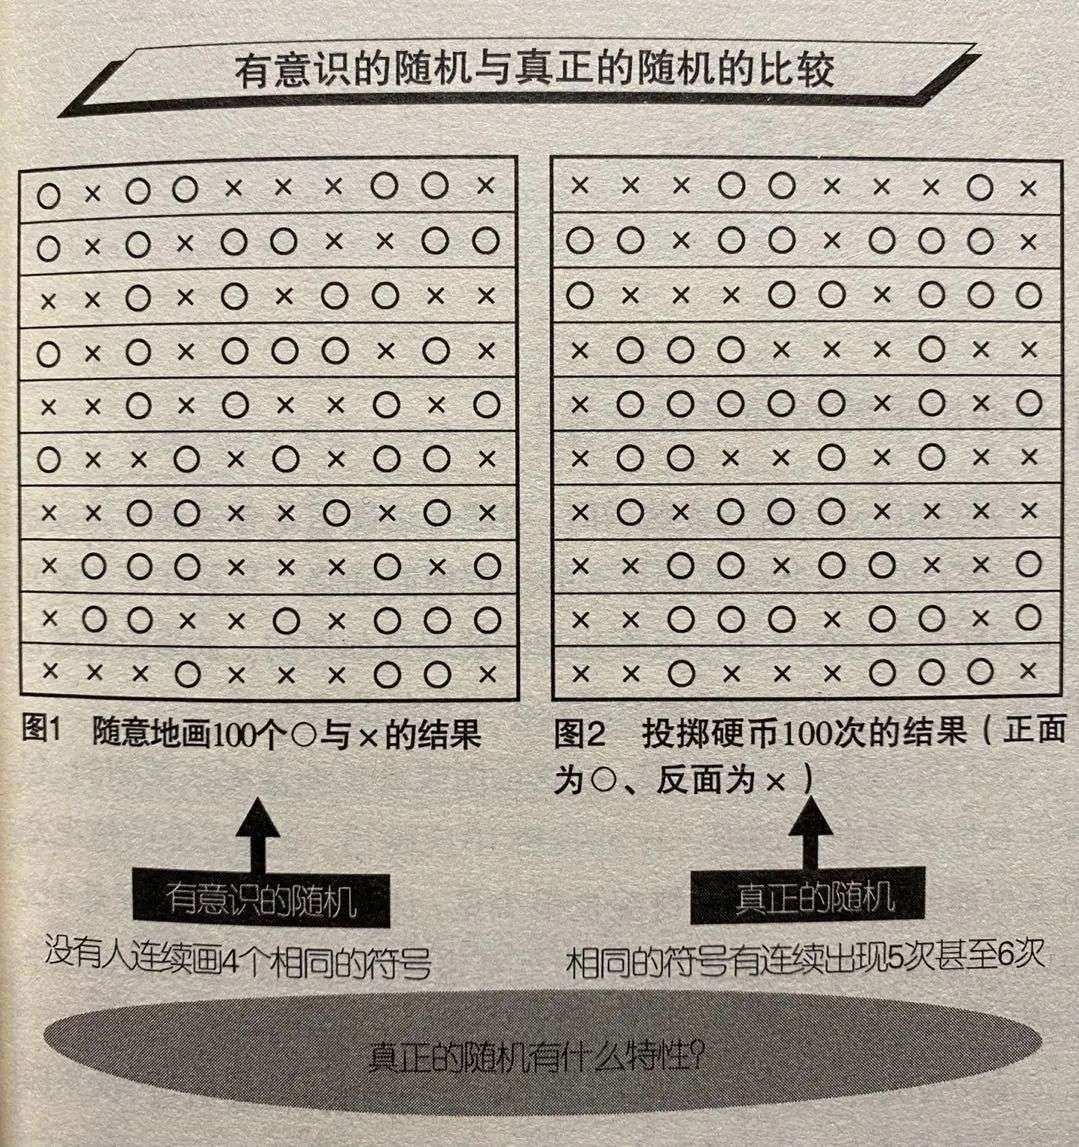 有意识的随机与真正的随机的比较
○×○○×××○○×
○×○×○○××○○
××○×○×○○××
○×○×○○○×○×
××○×○××○×○
○××○×○×○○×
××○○××○×○×
×○○○×××○×○
×○○××○×○○○
×××○×××○○×
图1 随意地画100个○与×的结果
×××○○×××○×
○○×○○×○○○×
○×××○○×○○○
×○○○×××○××
×○○○○○×○×○
×○○××○×○××
×○×○○○××××
××○○×○○××○
××○○○×○○×○
××○×××○○○×
图2 投掷硬币100次的结果（正面
为○、反面为×）
有意识的随机
没有人连续画4个相同的符号
真正的随机
相同的符号有连续出现5次甚至6次
真正的随机有什么特性？